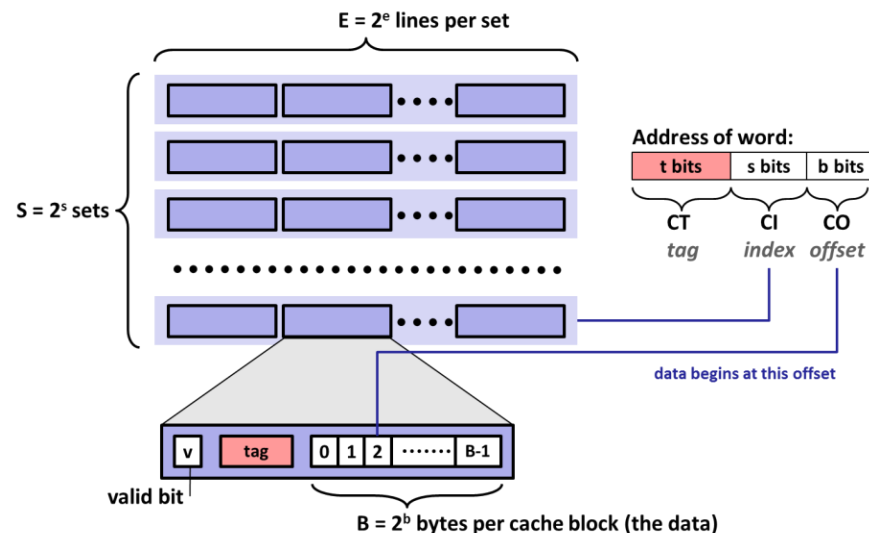 E = 2ᵉ lines per set
S = 2ˢ sets
Address of word:
t bits s bits b bits
CT CI CO
tag index offset
data begins at this offset
v tag 0 1 2 ······· B-1
valid bit
B = 2ᵇ bytes per cache block (the data)